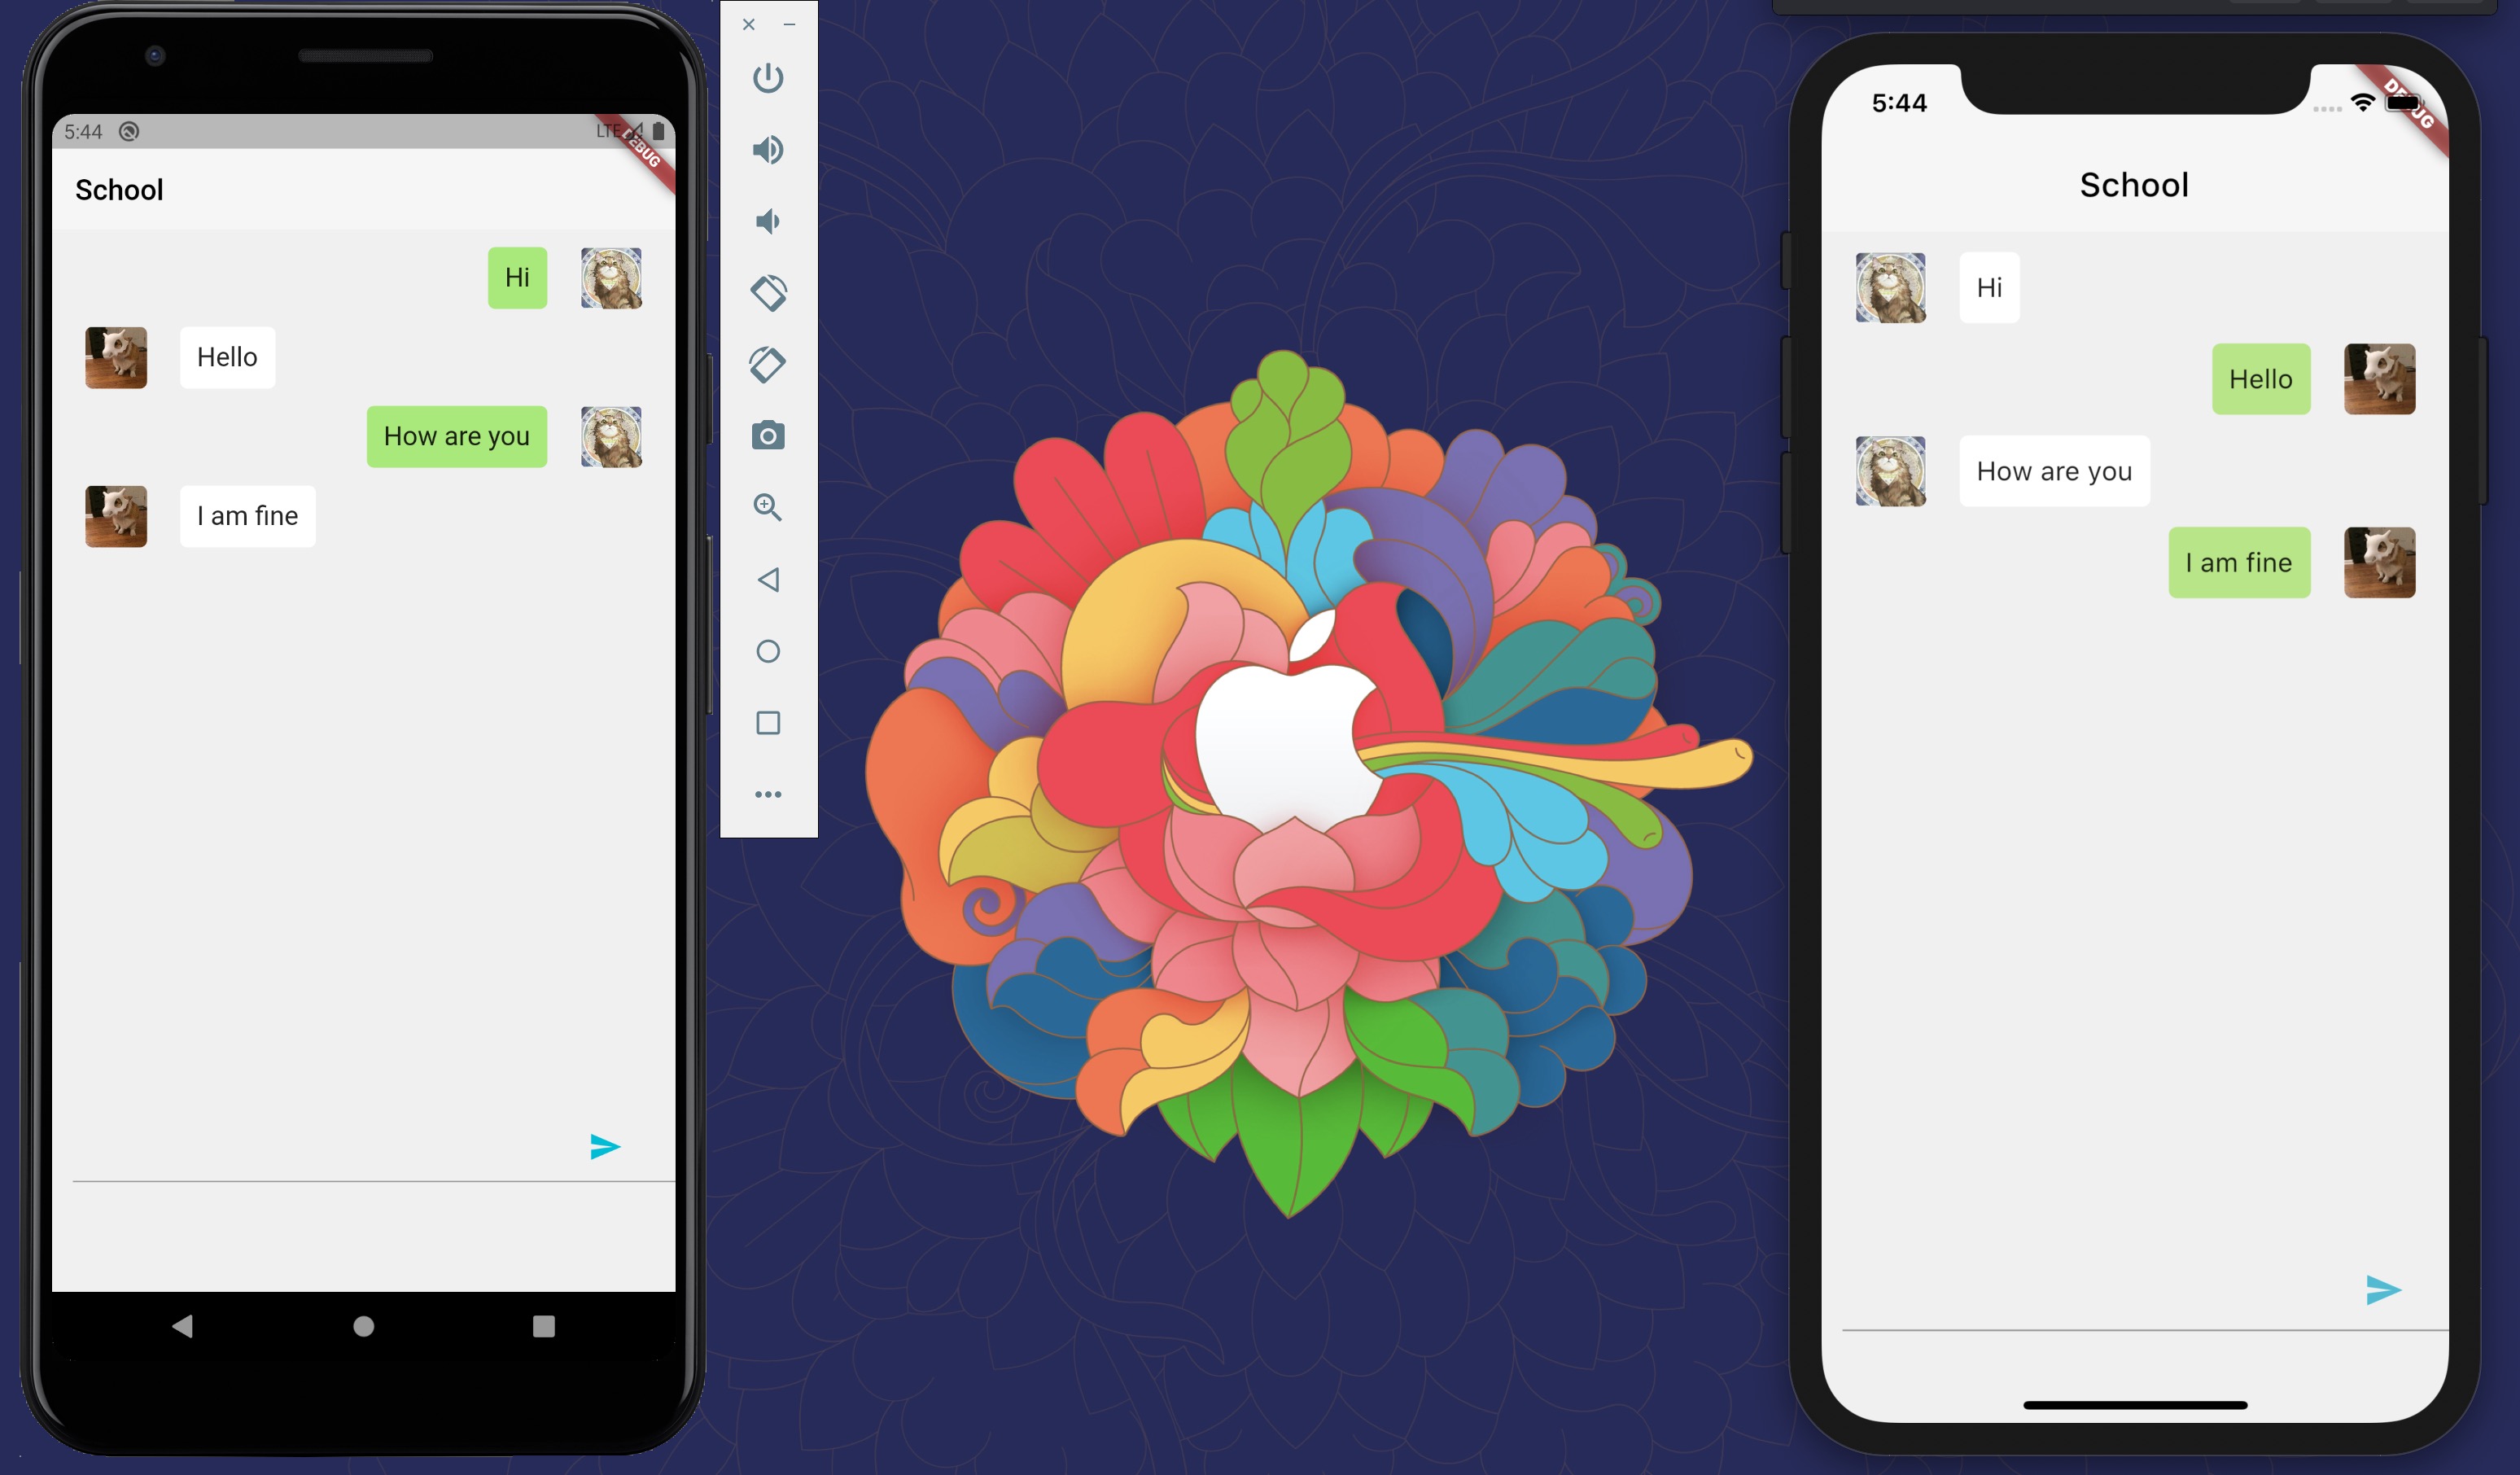 5:44 LTE
DEBUG
School
Hi
Hello
How are you
I am fine
5:44
DEBUG
School
Hi
Hello
How are you
I am fine